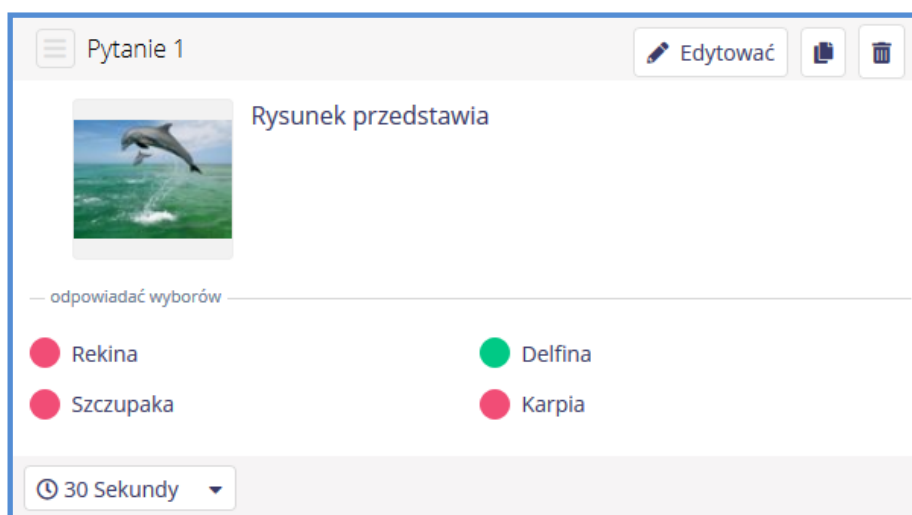 Pytanie 1
Edytować
Rysunek przedstawia
odpowiadać wyborów
Rekina
Delfina
Szczupaka
Karpia
30 Sekundy